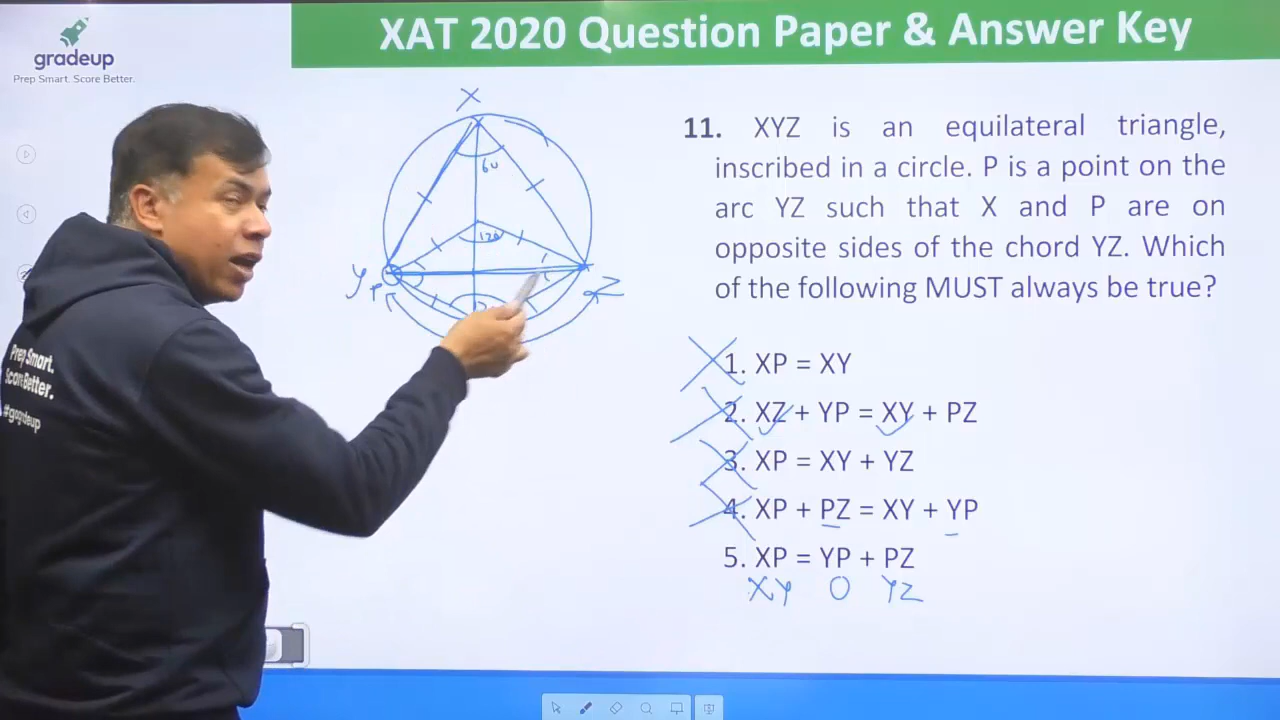 gradeup
Prep Smart. Score Better.
XAT 2020 Question Paper & Answer Key
X
60
120
Y
P
Z
11. XYZ is an equilateral triangle,
inscribed in a circle. P is a point on the
arc YZ such that X and P are on
opposite sides of the chord YZ. Which
of the following MUST always be true?
1. XP = XY
2. XZ + YP = XY + PZ
3. XP = XY + YZ
4. XP + PZ = XY + YP
5. XP = YP + PZ
XY 0 YZ
Prep Smart.
Score Better.
#gogradeup